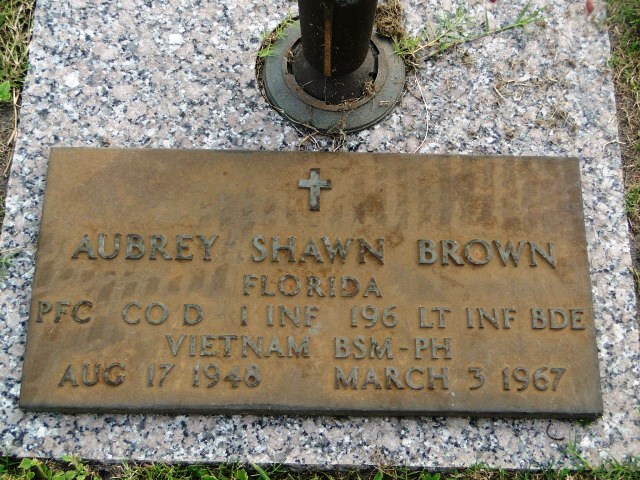 AUBREY SHAWN BROWN
FLORIDA
PFC CO D 1 INF 196 LT INF BDE
VIETNAM BSM-PH
AUG 17 1948 MARCH 3 1967